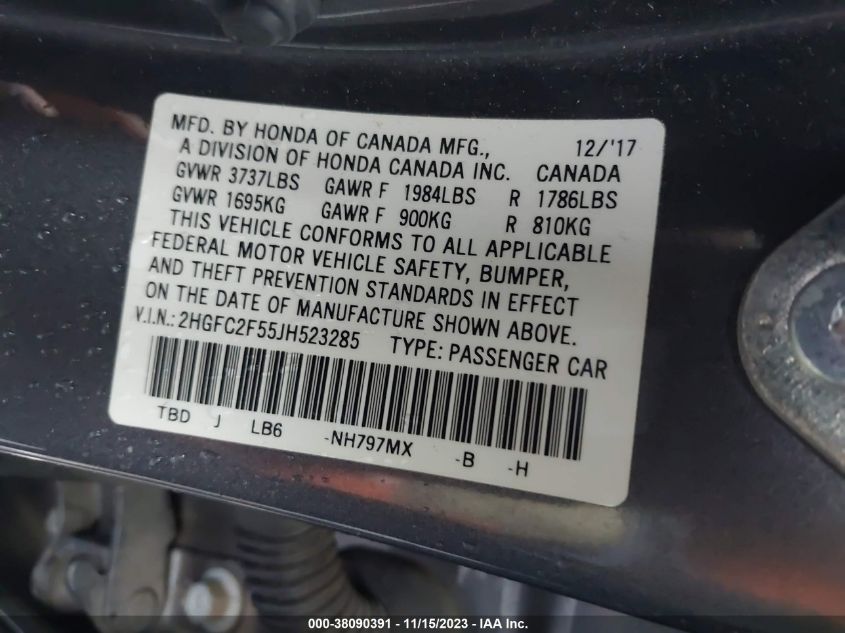 MFD. BY HONDA OF CANADA MFG., 12/'17
A DIVISION OF HONDA CANADA INC. CANADA
GVWR 3737LBS GAWR F 1984LBS R 1786LBS
GVWR 1695KG GAWR F 900KG R 810KG
THIS VEHICLE CONFORMS TO ALL APPLICABLE
FEDERAL MOTOR VEHICLE SAFETY, BUMPER,
AND THEFT PREVENTION STANDARDS IN EFFECT
ON THE DATE OF MANUFACTURE SHOWN ABOVE.
V.I.N.: 2HGFC2F55JH523285 TYPE: PASSENGER CAR
TBD J LB6 -NH797MX -B -H
000-38090391 - 11/15/2023 - IAA Inc.